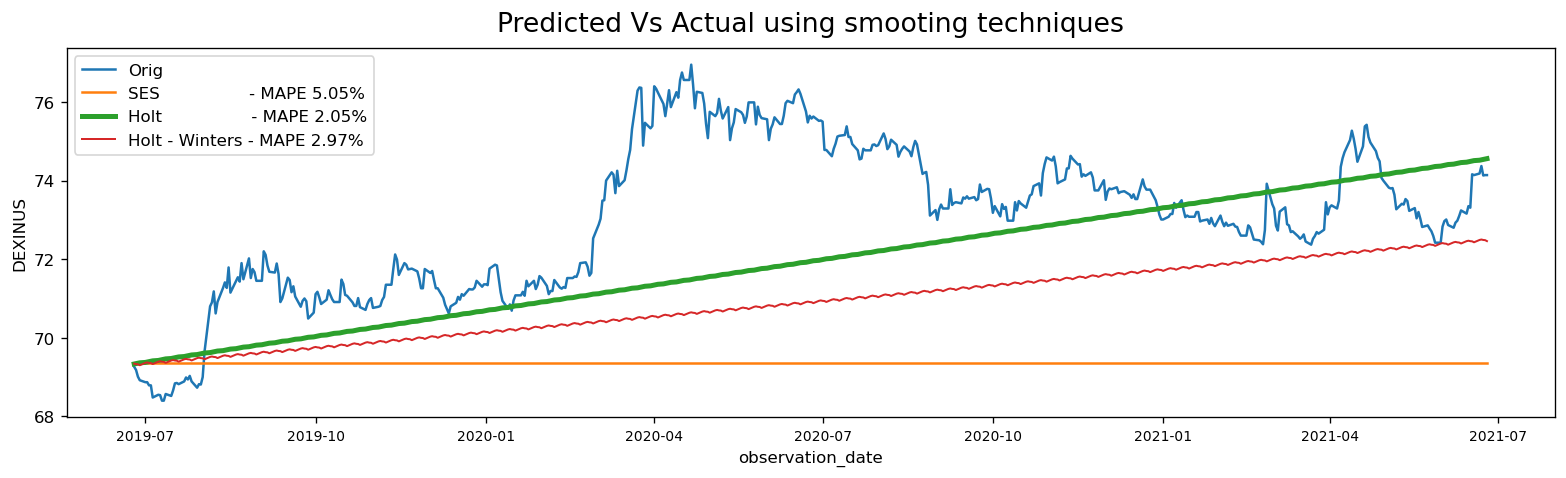 Predicted Vs Actual using smooting techniques
Orig
SES - MAPE 5.05%
Holt - MAPE 2.05%
Holt - Winters - MAPE 2.97%
DEXINUS
76
74
72
70
68
2019-07 2019-10 2020-01 2020-04 2020-07 2020-10 2021-01 2021-04 2021-07
observation_date